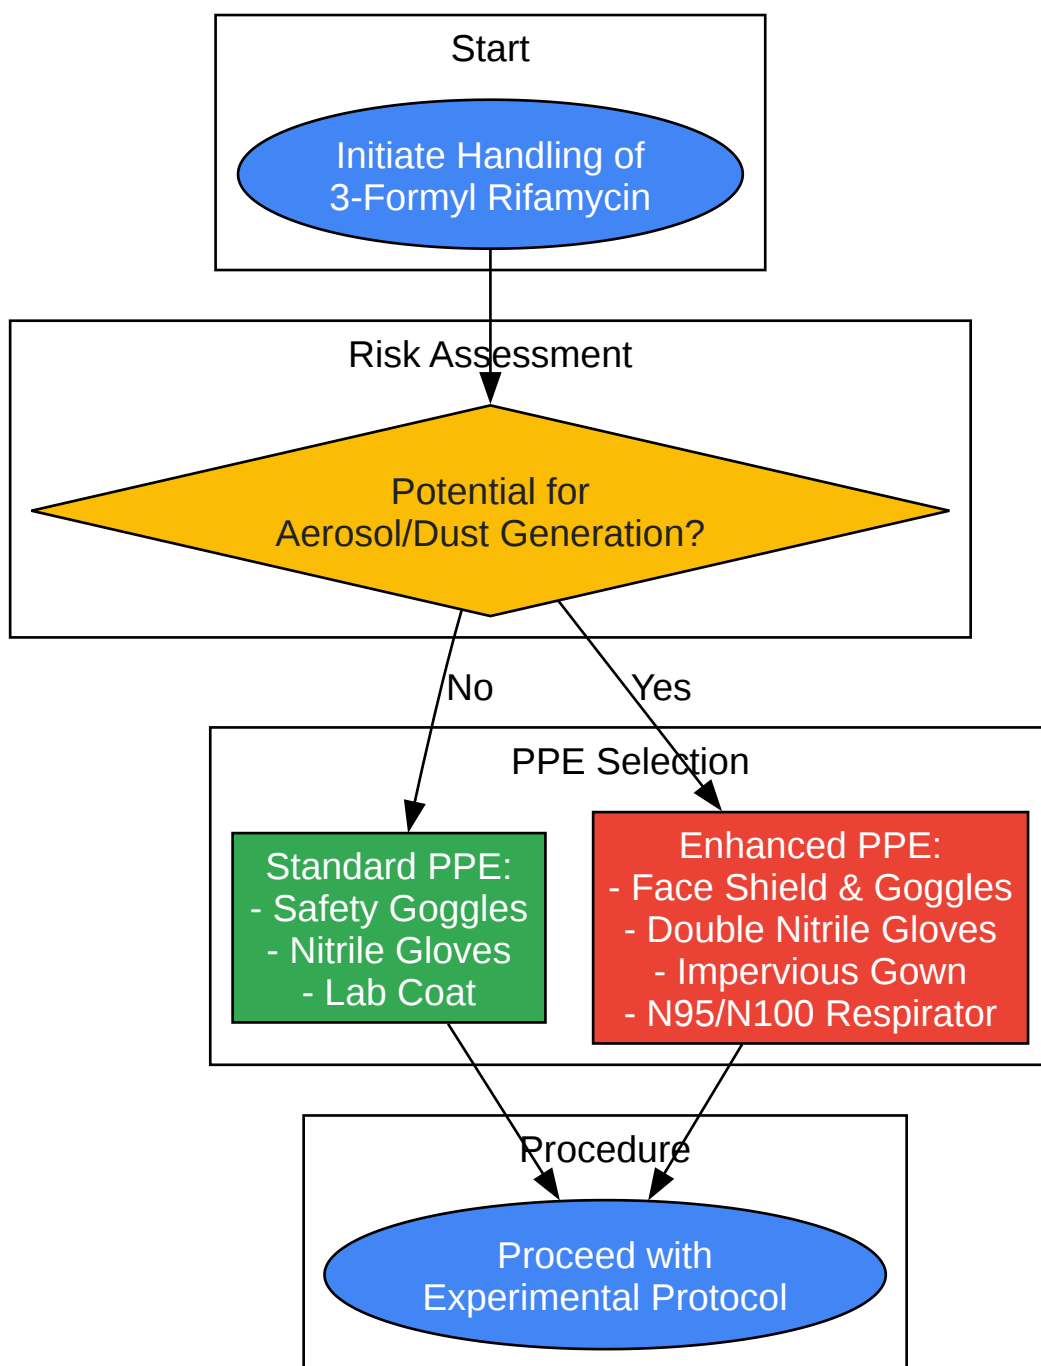 Start
Initiate Handling of
3-Formyl Rifamycin
Risk Assessment
Potential for
Aerosol/Dust Generation?
No
Yes
PPE Selection
Standard PPE:
- Safety Goggles
- Nitrile Gloves
- Lab Coat
Enhanced PPE:
- Face Shield & Goggles
- Double Nitrile Gloves
- Impervious Gown
- N95/N100 Respirator
Procedure
Proceed with
Experimental Protocol